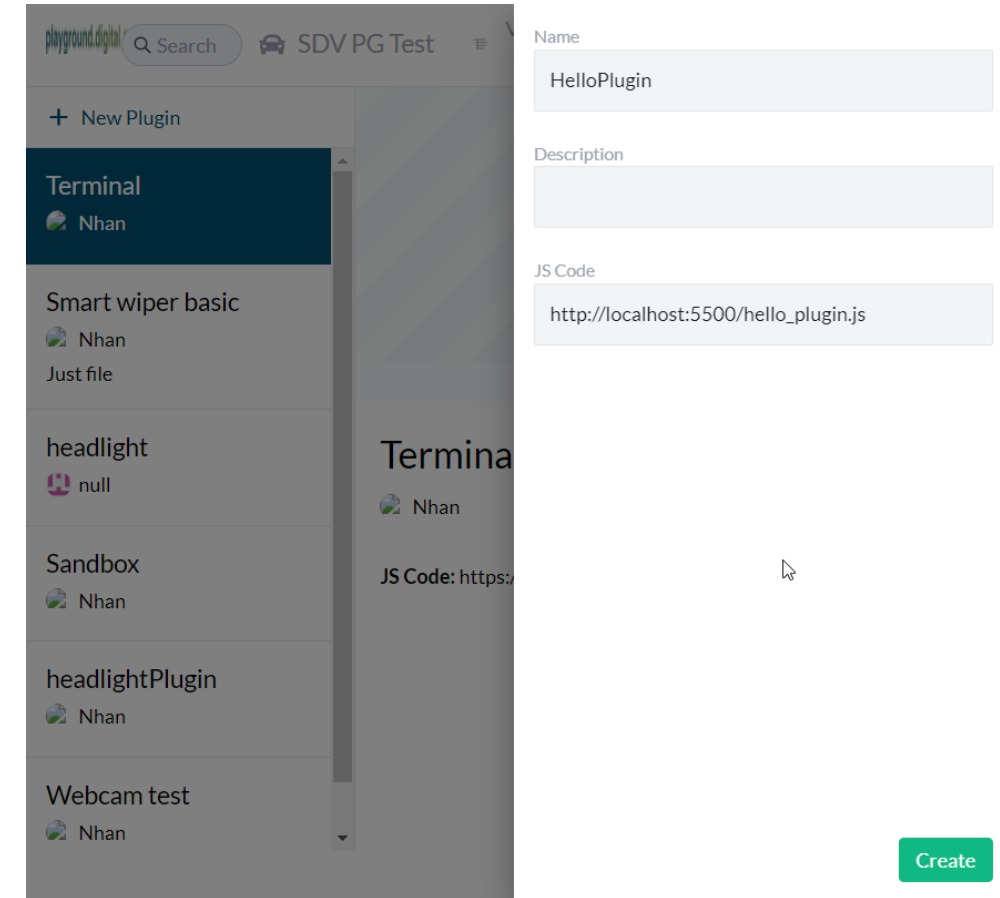 playground.digital
Search
SDV PG Test
New Plugin
Terminal
Nhan
Smart wiper basic
Nhan
Just file
headlight
null
Sandbox
Nhan
headlightPlugin
Nhan
Webcam test
Nhan
Termina
Nhan
JS Code: https:/
Name
HelloPlugin
Description
JS Code
http://localhost:5500/hello_plugin.js
Create